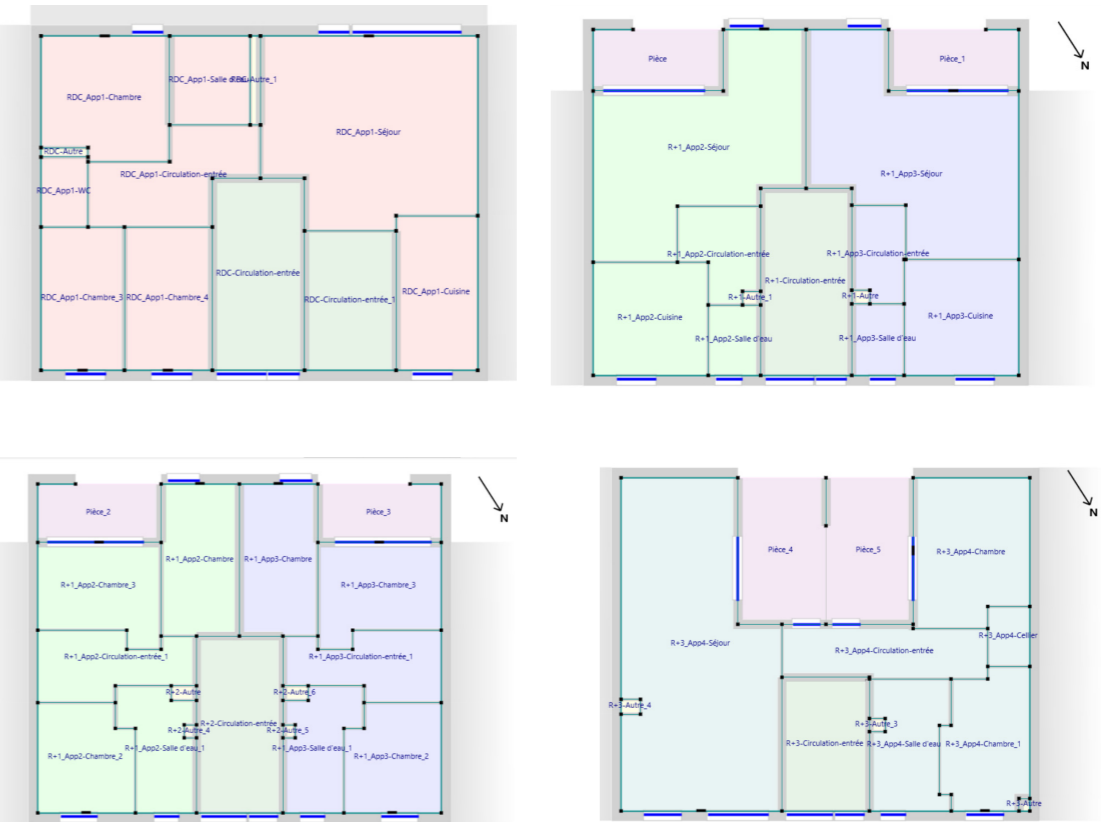 RDC_App1-Chambre
RDC_App1-Salle d'eau
RDC-Autre_1
RDC_App1-Séjour
RDC-Autre
RDC_App1-Circulation-entrée
RDC_App1-WC
RDC-Circulation-entrée
RDC_App1-Chambre_3
RDC_App1-Chambre_4
RDC-Circulation-entrée_1
RDC_App1-Cuisine
N
Pièce
Pièce_1
R+1_App2-Séjour
R+1_App3-Séjour
R+1_App2-Circulation-entrée
R+1_App3-Circulation-entrée
R+1-Circulation-entrée
R+1-Autre_1
R+1-Autre
R+1_App2-Cuisine
R+1_App3-Cuisine
R+1_App2-Salle d'eau
R+1_App3-Salle d'eau
N
Pièce_2
Pièce_3
R+1_App2-Chambre
R+1_App3-Chambre
R+1_App2-Chambre_3
R+1_App3-Chambre_3
R+1_App2-Circulation-entrée_1
R+1_App3-Circulation-entrée_1
R+2-Autre
R+2-Autre_6
R+2-Circulation-entrée
R+2-Autre_4
R+2-Autre_5
R+1_App2-Salle d'eau_1
R+1_App3-Salle d'eau_1
R+1_App2-Chambre_2
R+1_App3-Chambre_2
N
Pièce_4
Pièce_5
R+3_App4-Chambre
R+3_App4-Séjour
R+3_App4-Cellier
R+3_App4-Circulation-entrée
R+3-Autre_4
R+3-Autre_3
R+3-Circulation-entrée
R+3_App4-Salle d'eau
R+3_App4-Chambre_1
R+3-Autre